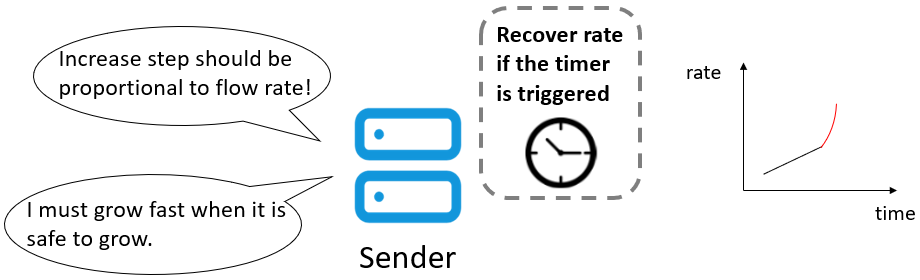 Increase step should be
proportional to flow rate!
I must grow fast when it is
safe to grow.
Sender
Recover rate
if the timer
is triggered
rate
time